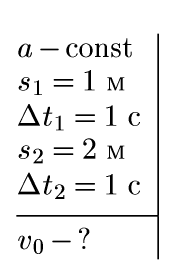 a – const
s₁ = 1 м
Δt₁ = 1 с
s₂ = 2 м
Δt₂ = 1 с
v₀ – ?